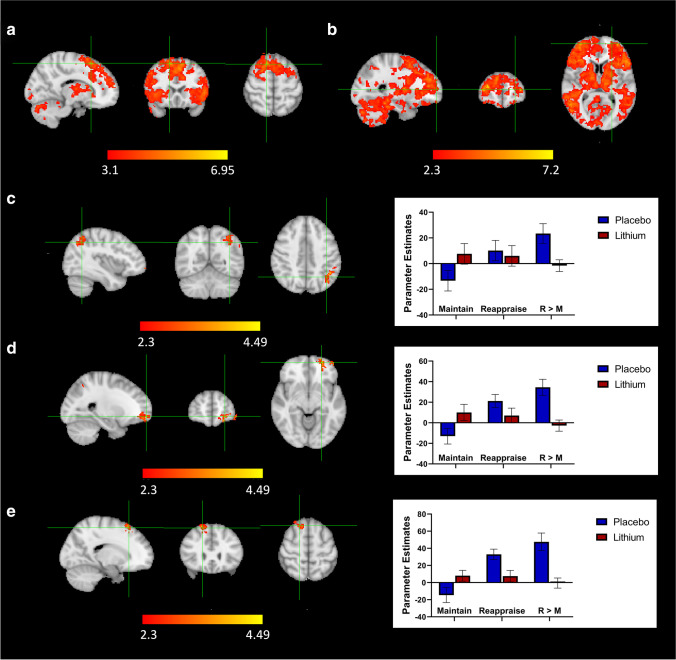 a
b
3.1 6.95
2.3 7.2
c
Parameter Estimates
40
20
0
-20
-40
Maintain Reappraise R > M
Placebo
Lithium
2.3 4.49
d
Parameter Estimates
60
40
20
0
-20
-40
Maintain Reappraise R > M
Placebo
Lithium
2.3 4.49
e
Parameter Estimates
80
60
40
20
0
-20
-40
Maintain Reappraise R > M
Placebo
Lithium
2.3 4.49